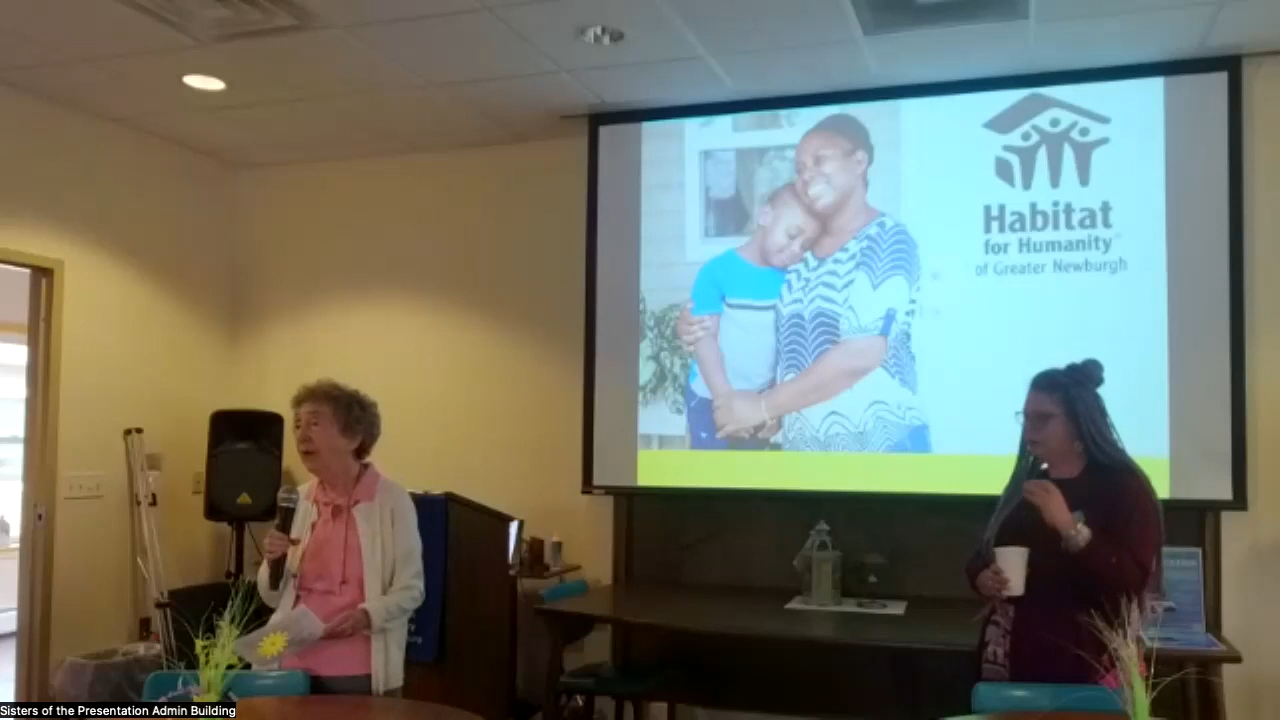 Habitat
for Humanity
of Greater Newburgh
Sisters of the Presentation Admin Building